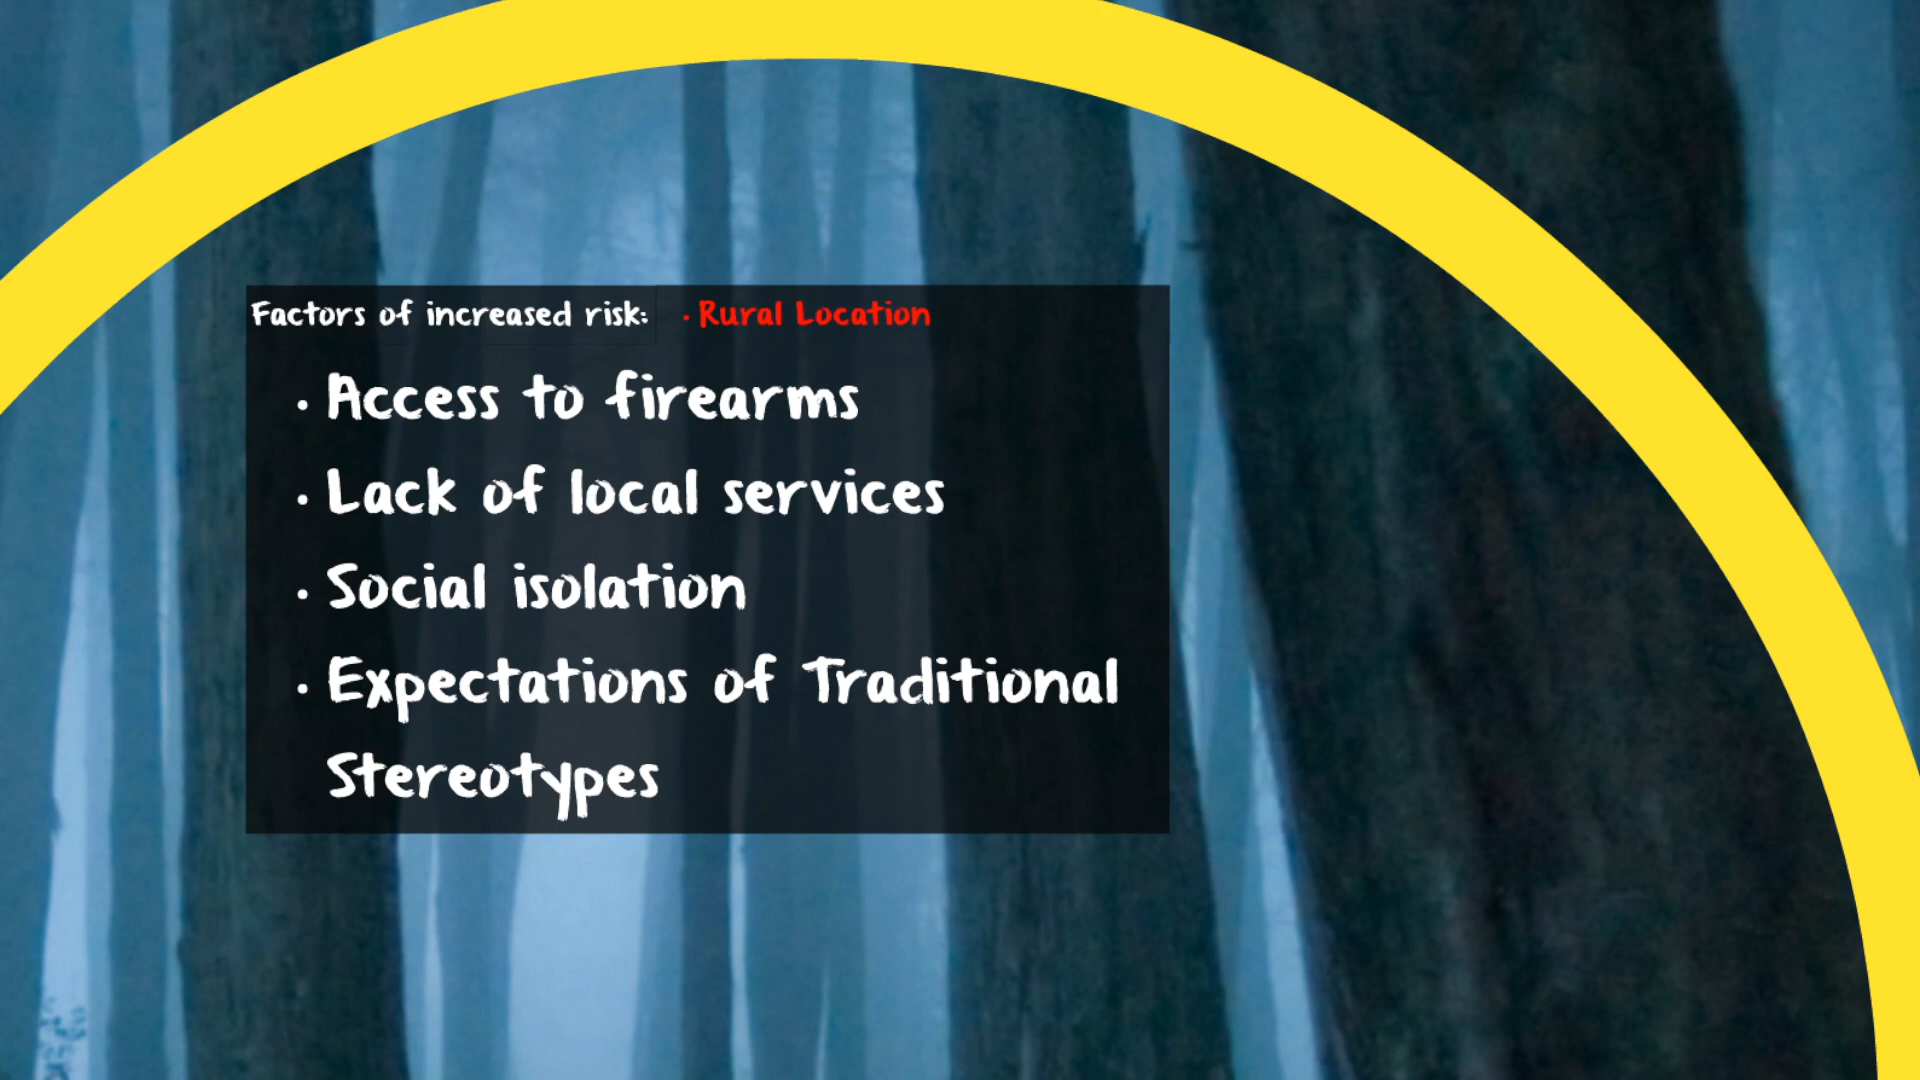 Factors of increased risk: · Rural Location
· Access to firearms
· Lack of local services
· Social isolation
· Expectations of Traditional
Stereotypes